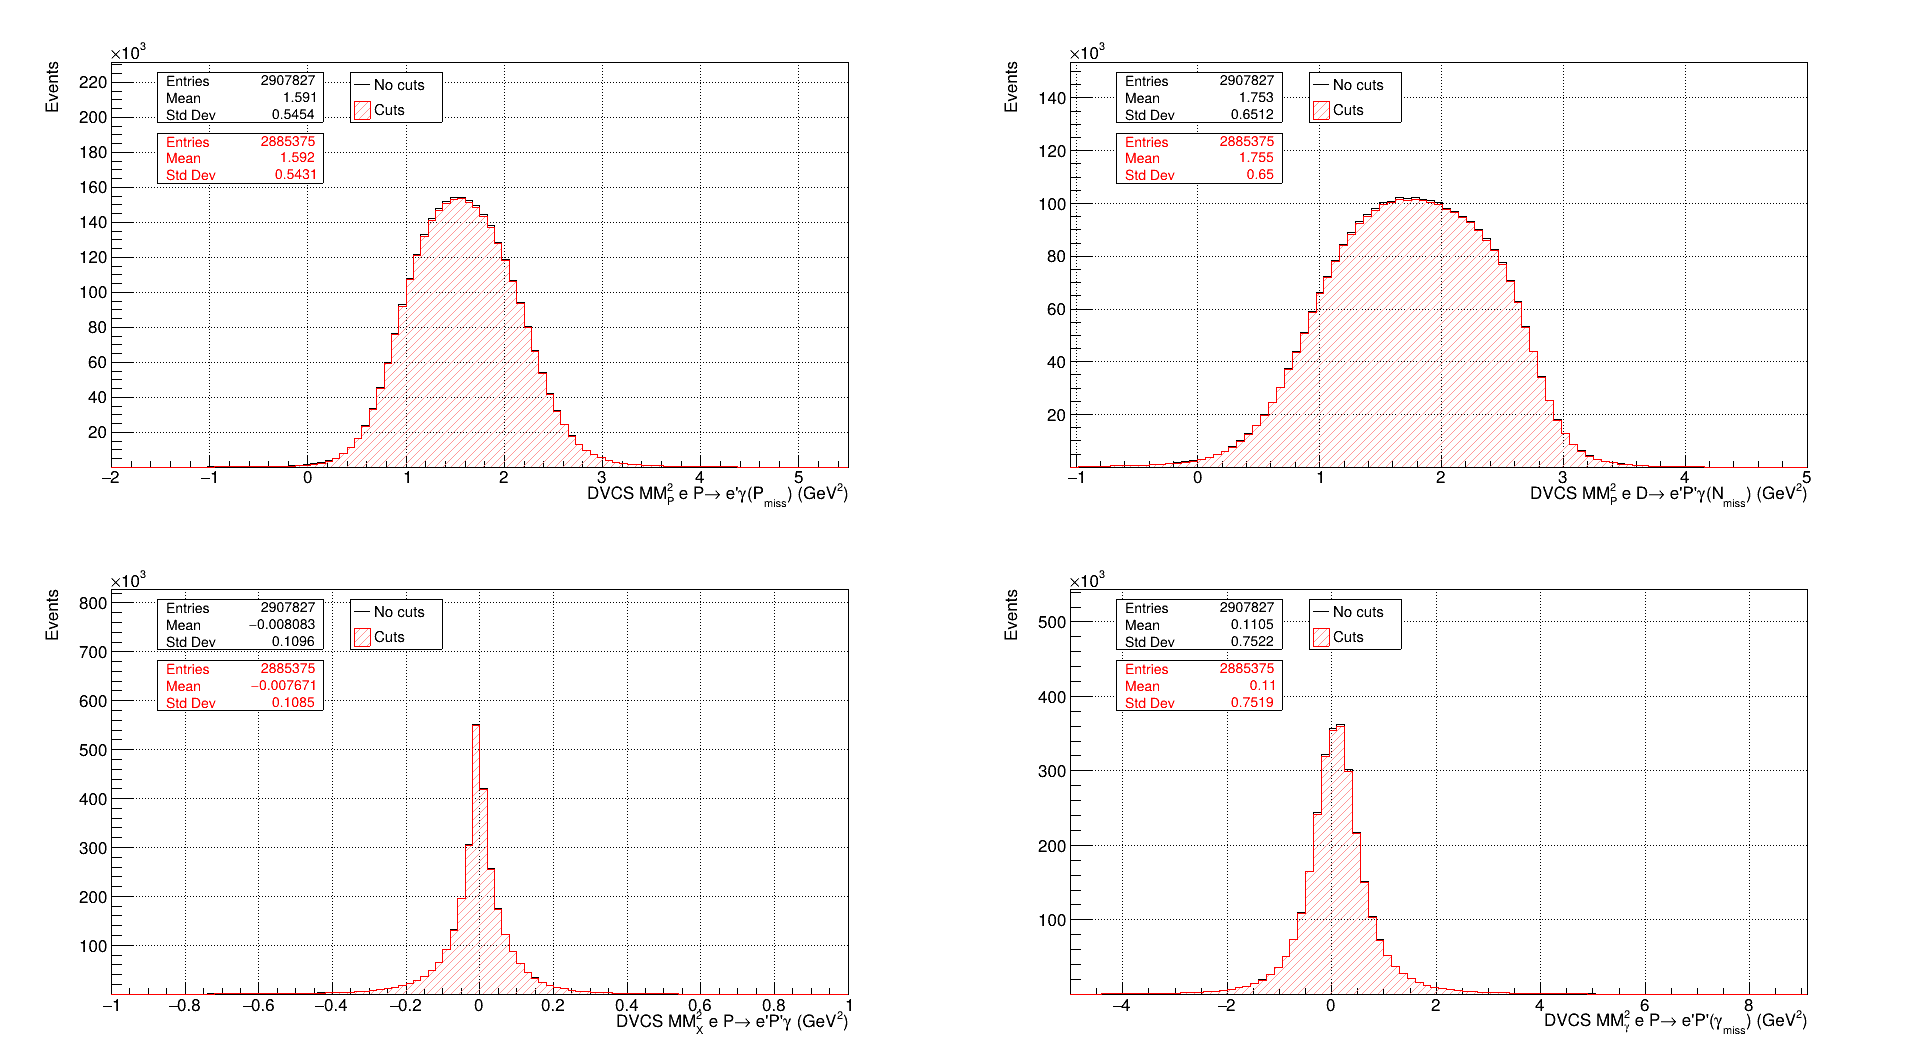 ×10³
Events
220
200
180
160
140
120
100
80
60
40
20
Entries 2907827
Mean 1.591
Std Dev 0.5454
Entries 2885375
Mean 1.592
Std Dev 0.5431
No cuts
Cuts
−2 −1 0 1 2 3 4 5
DVCS MM²_P e P→ e'γ(P_miss) (GeV²)
×10³
Events
140
120
100
80
60
40
20
Entries 2907827
Mean 1.753
Std Dev 0.6512
Entries 2885375
Mean 1.755
Std Dev 0.65
No cuts
Cuts
−1 0 1 2 3 4 5
DVCS MM²_P e D→ e'P'γ(N_miss) (GeV²)
×10³
Events
800
700
600
500
400
300
200
100
Entries 2907827
Mean −0.008083
Std Dev 0.1096
Entries 2885375
Mean −0.007671
Std Dev 0.1085
No cuts
Cuts
−1 −0.8 −0.6 −0.4 −0.2 0 0.2 0.4 0.6 0.8 1
DVCS MM²_X e P→ e'P'γ (GeV²)
×10³
Events
500
400
300
200
100
Entries 2907827
Mean 0.1105
Std Dev 0.7522
Entries 2885375
Mean 0.11
Std Dev 0.7519
No cuts
Cuts
−4 −2 0 2 4 6 8
DVCS MM²_γ e P→ e'P'(γ_miss) (GeV²)